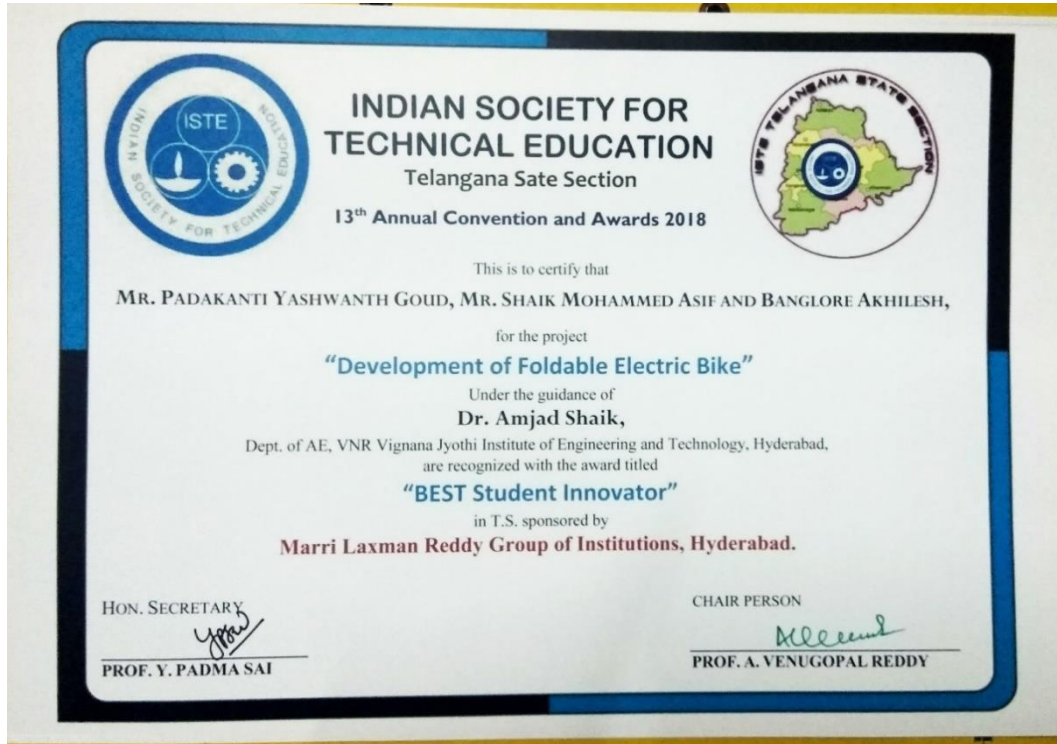 ISTE
INDIAN SOCIETY FOR TECHNICAL EDUCATION
INDIAN SOCIETY FOR
TECHNICAL EDUCATION
Telangana Sate Section
13th Annual Convention and Awards 2018
ISTE TELANGANA STATE SECTION
This is to certify that
MR. PADAKANTI YASHWANTH GOUD, MR. SHAIK MOHAMMED ASIF AND BANGLORE AKHILESH,
for the project
“Development of Foldable Electric Bike”
Under the guidance of
Dr. Amjad Shaik,
Dept. of AE, VNR Vignana Jyothi Institute of Engineering and Technology, Hyderabad,
are recognized with the award titled
“BEST Student Innovator”
in T.S. sponsored by
Marri Laxman Reddy Group of Institutions, Hyderabad.
HON. SECRETARY
PROF. Y. PADMA SAI
CHAIR PERSON
PROF. A. VENUGOPAL REDDY